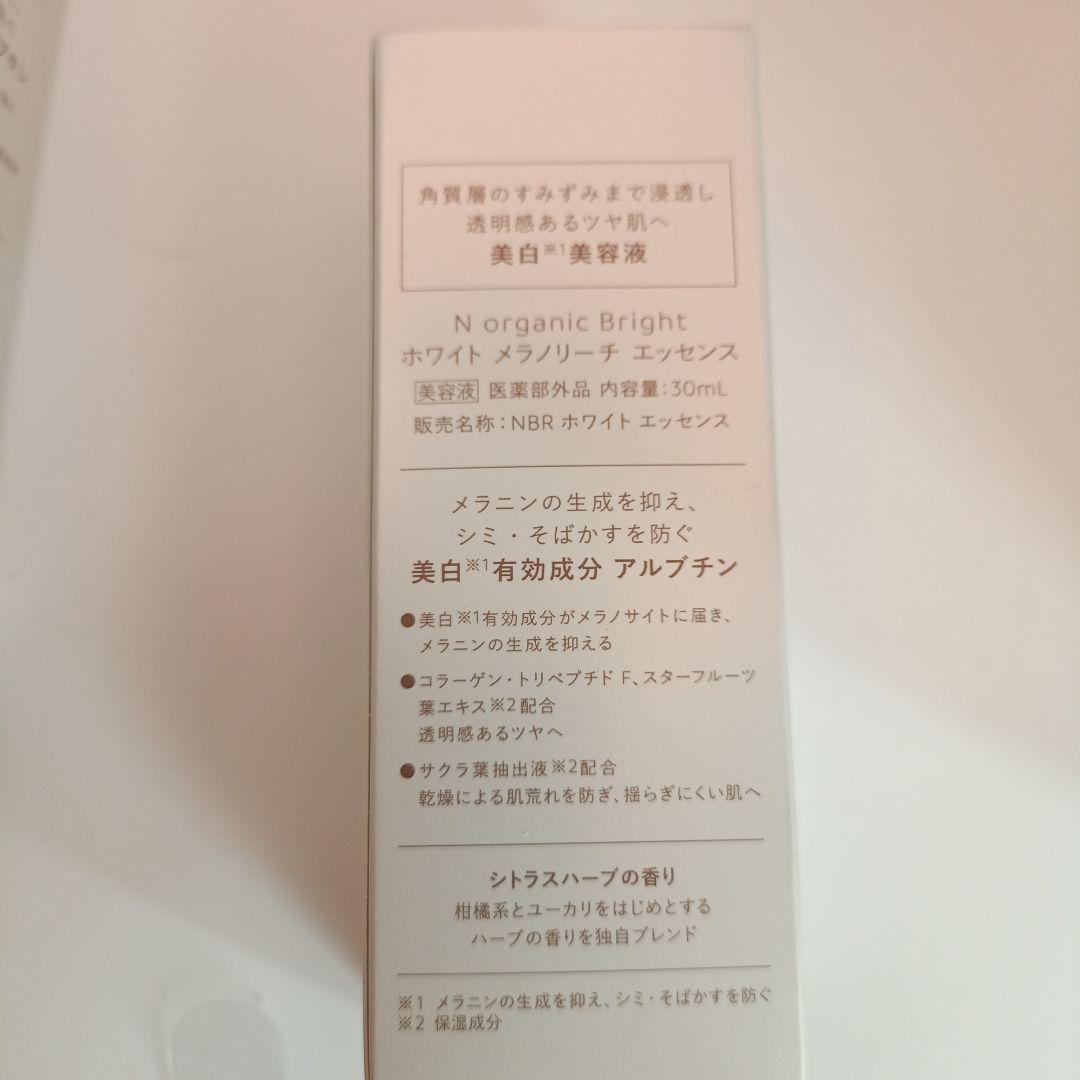 角質層のすみずみまで浸透し
透明感あるツヤ肌へ
美白※1美容液
N organic Bright
ホワイト メラノリーチ エッセンス
美容液 医薬部外品 内容量:30mL
販売名称:NBR ホワイト エッセンス
メラニンの生成を抑え、
シミ・そばかすを防ぐ
美白※1有効成分 アルブチン
●美白※1有効成分がメラノサイトに届き、
メラニンの生成を抑える
●コラーゲン・トリペプチド F、スターフルーツ
葉エキス※2配合
透明感あるツヤへ
●サクラ葉抽出液※2配合
乾燥による肌荒れを防ぎ、揺らぎにくい肌へ
シトラスハーブの香り
柑橘系とユーカリをはじめとする
ハーブの香りを独自ブレンド
※1 メラニンの生成を抑え、シミ・そばかすを防ぐ
※2 保湿成分